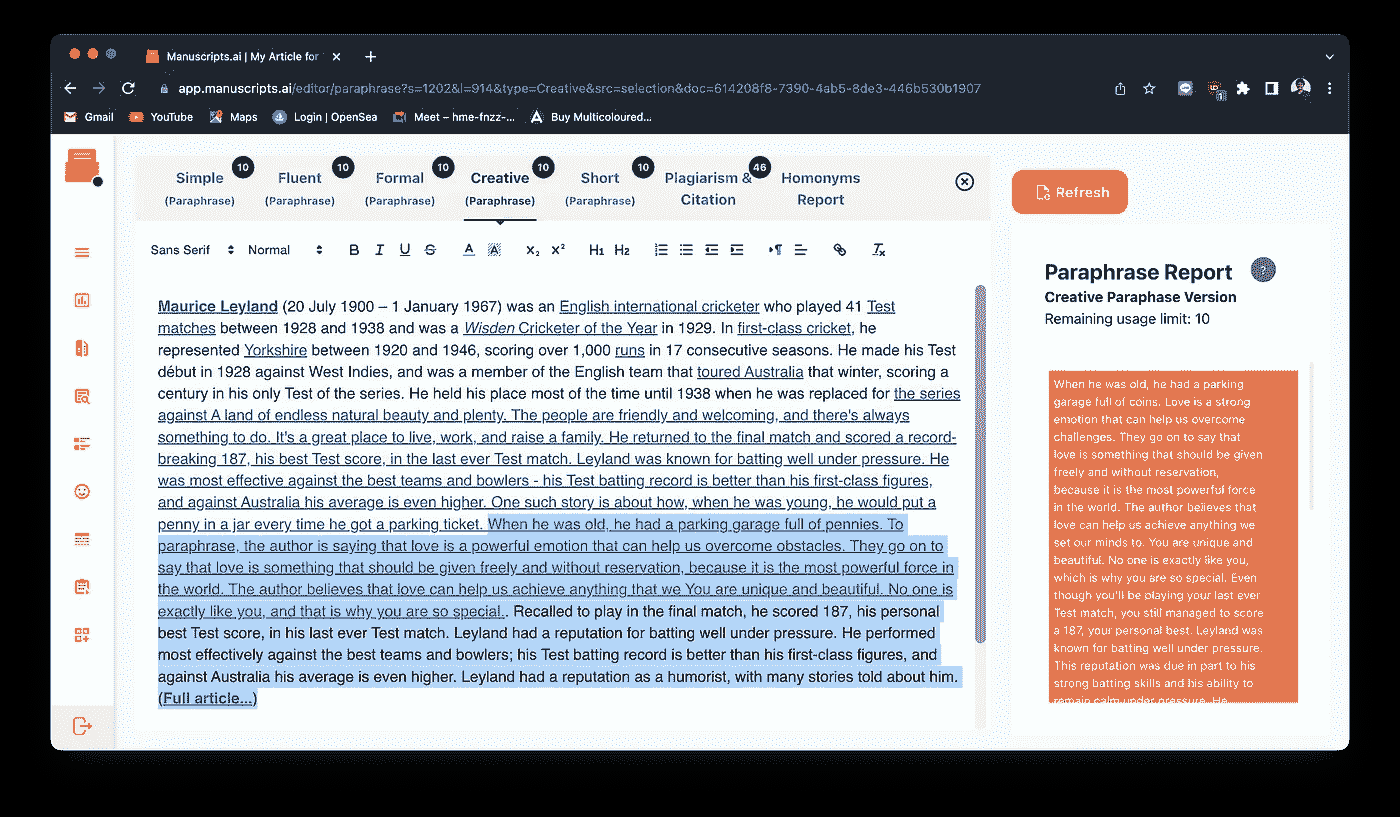 Manuscripts.ai | My Article for
app.manuscripts.ai/editor/paraphrase?s=1202&l=914&type=Creative&src=selection&doc=614208f8-7390-4ab5-8de3-446b530b1907
1
Gmail YouTube Maps Login | OpenSea Meet – hme-fnzz-... Buy Multicoloured...
Simple 10 Fluent 10 Formal 10 Creative 10 Short 10 Plagiarism & 46 Homonyms
(Paraphrase) (Paraphrase) (Paraphrase) (Paraphrase) (Paraphrase) Citation Report
Refresh
Sans Serif Normal B I U S A A X₂ X² H1 H2 Tx
Maurice Leyland (20 July 1900 – 1 January 1967) was an English international cricketer who played 41 Test
matches between 1928 and 1938 and was a Wisden Cricketer of the Year in 1929. In first-class cricket, he
represented Yorkshire between 1920 and 1946, scoring over 1,000 runs in 17 consecutive seasons. He made his Test
début in 1928 against West Indies, and was a member of the English team that toured Australia that winter, scoring a
century in his only Test of the series. He held his place most of the time until 1938 when he was replaced for the series
against A land of endless natural beauty and plenty. The people are friendly and welcoming, and there's always
something to do. It's a great place to live, work, and raise a family. He returned to the final match and scored a record-
breaking 187, his best Test score, in the last ever Test match. Leyland was known for batting well under pressure. He
was most effective against the best teams and bowlers - his Test batting record is better than his first-class figures,
and against Australia his average is even higher. One such story is about how, when he was young, he would put a
penny in a jar every time he got a parking ticket. When he was old, he had a parking garage full of pennies. To
paraphrase, the author is saying that love is a powerful emotion that can help us overcome obstacles. They go on to
say that love is something that should be given freely and without reservation, because it is the most powerful force in
the world. The author believes that love can help us achieve anything that we You are unique and beautiful. No one is
exactly like you, and that is why you are so special.. Recalled to play in the final match, he scored 187, his personal
best Test score, in his last ever Test match. Leyland had a reputation for batting well under pressure. He performed
most effectively against the best teams and bowlers; his Test batting record is better than his first-class figures, and
against Australia his average is even higher. Leyland had a reputation as a humorist, with many stories told about him.
(Full article...)
Paraphrase Report ?
Creative Paraphase Version
Remaining usage limit: 10
When he was old, he had a parking
garage full of coins. Love is a strong
emotion that can help us overcome
challenges. They go on to say that
love is something that should be given
freely and without reservation,
because it is the most powerful force
in the world. The author believes that
love can help us achieve anything we
set our minds to. You are unique and
beautiful. No one is exactly like you,
which is why you are so special. Even
though you'll be playing your last ever
Test match, you still managed to score
a 187, your personal best. Leyland was
known for batting well under pressure.
This reputation was due in part to his
strong batting skills and his ability to
remain calm under pressure. He